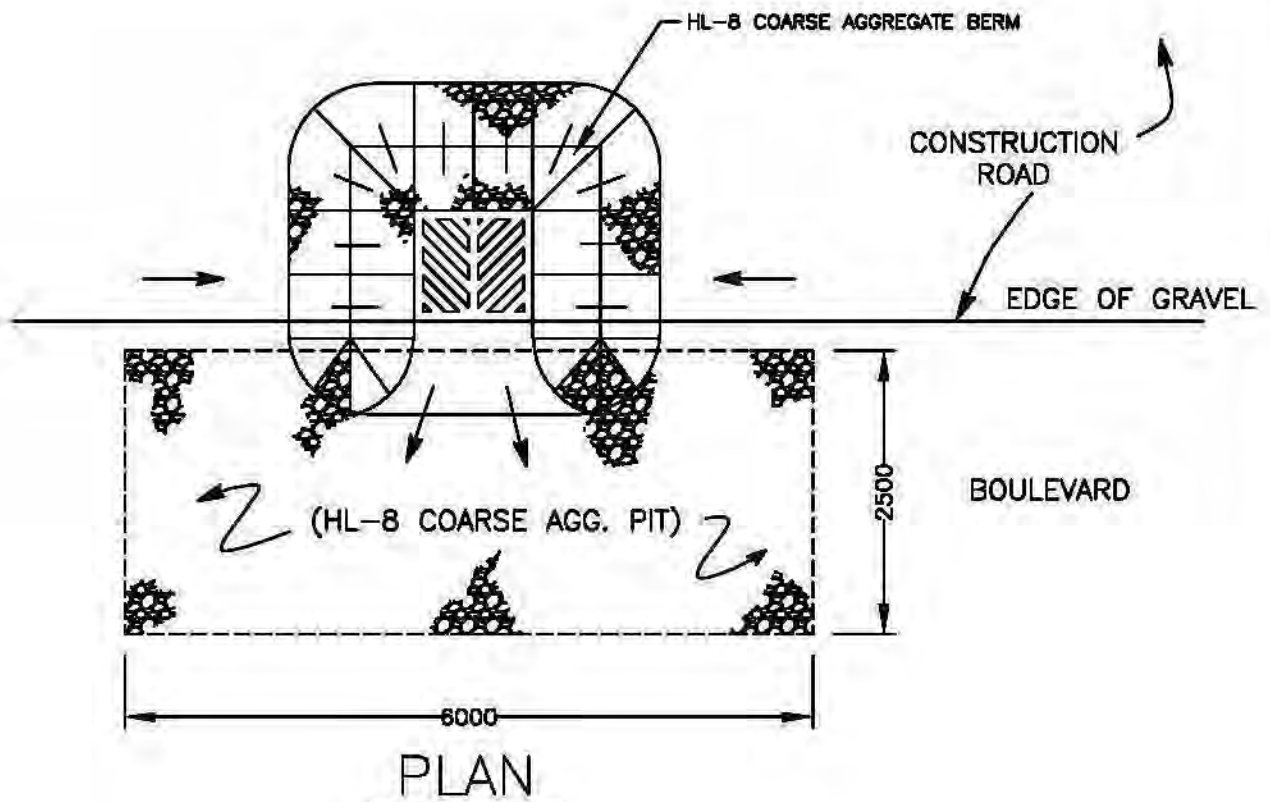 HL-8 COARSE AGGREGATE BERM
CONSTRUCTION
ROAD
EDGE OF GRAVEL
2500
BOULEVARD
(HL-8 COARSE AGG. PIT)
6000
PLAN